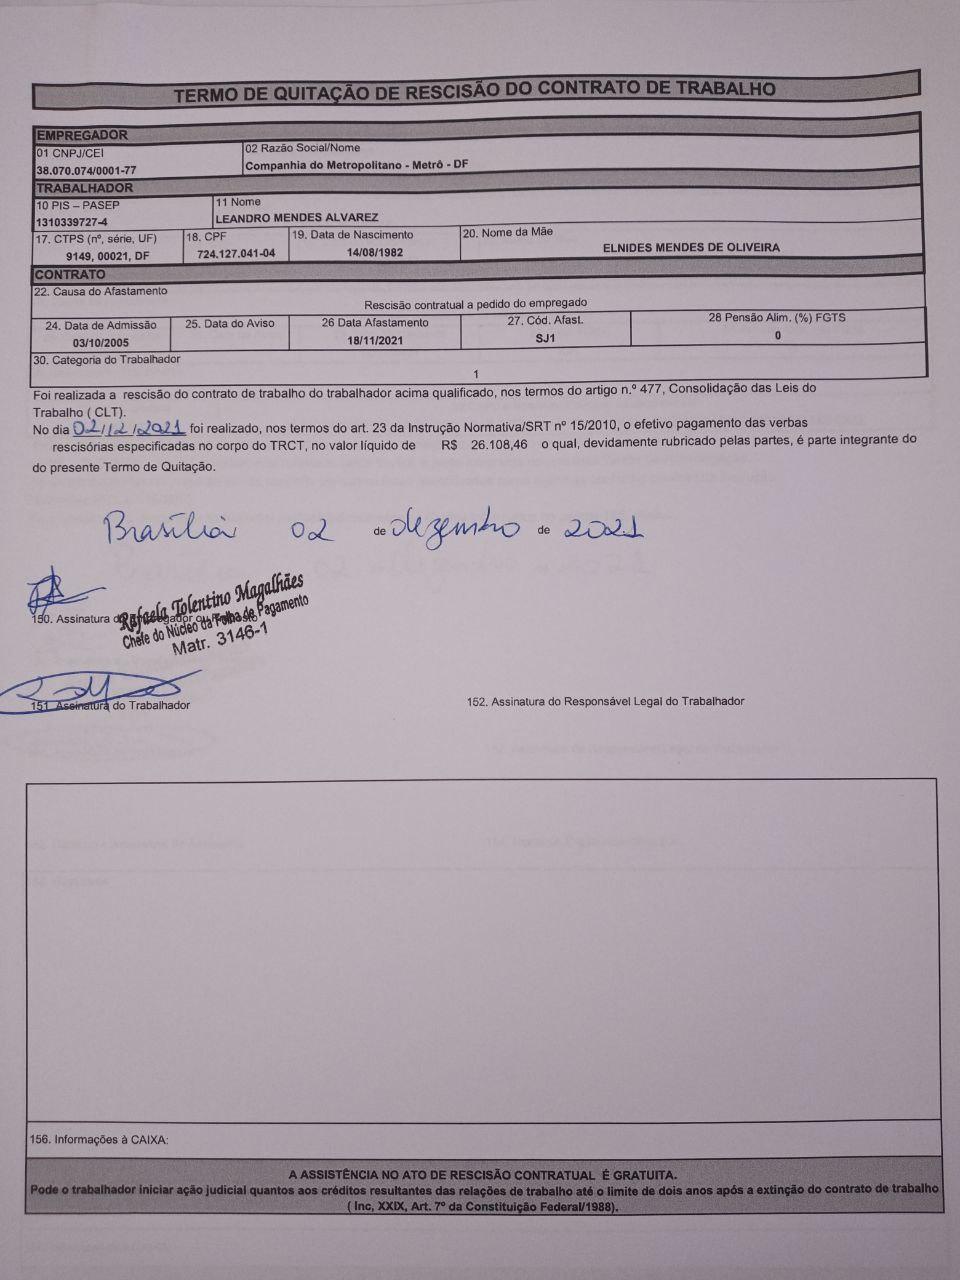 TERMO DE QUITAÇÃO DE RESCISÃO DO CONTRATO DE TRABALHO
EMPREGADOR
01 CNPJ/CEI
02 Razão Social/Nome
38.070.074/0001-77
Companhia do Metropolitano - Metrô - DF
TRABALHADOR
10 PIS – PASEP
11 Nome
1310339727-4
LEANDRO MENDES ALVAREZ
17. CTPS (nº, série, UF)
18. CPF
19. Data de Nascimento
20. Nome da Mãe
9149, 00021, DF
724.127.041-04
14/08/1982
ELNIDES MENDES DE OLIVEIRA
CONTRATO
22. Causa do Afastamento
Rescisão contratual a pedido do empregado
24. Data de Admissão
25. Data do Aviso
26 Data Afastamento
27. Cód. Afast.
28 Pensão Alim. (%) FGTS
03/10/2005
18/11/2021
SJ1
0
30. Categoria do Trabalhador
1
Foi realizada a rescisão do contrato de trabalho do trabalhador acima qualificado, nos termos do artigo n.º 477, Consolidação das Leis do
Trabalho ( CLT).
No dia 02/12/2021 foi realizado, nos termos do art. 23 da Instrução Normativa/SRT nº 15/2010, o efetivo pagamento das verbas
rescisórias especificadas no corpo do TRCT, no valor líquido de R$ 26.108,46 o qual, devidamente rubricado pelas partes, é parte integrante do
do presente Termo de Quitação.
Brasília 02 de dezembro de 2021
Rafaela Tolentino Magalhães
150. Assinatura do
Chefe do Núcleo da Folha de Pagamento
Matr. 3146-1
151 Assinatura do Trabalhador
152. Assinatura do Responsável Legal do Trabalhador
156. Informações à CAIXA:
A ASSISTÊNCIA NO ATO DE RESCISÃO CONTRATUAL É GRATUITA.
Pode o trabalhador iniciar ação judicial quantos aos créditos resultantes das relações de trabalho até o limite de dois anos após a extinção do contrato de trabalho
( Inc, XXIX, Art. 7º da Constituição Federal/1988).